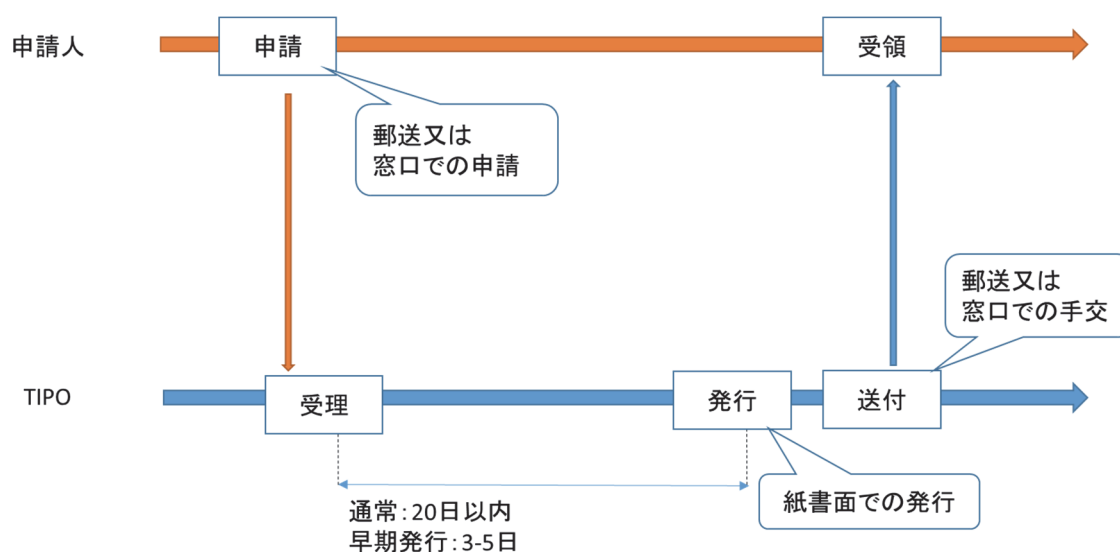 申請人
申請
受領
郵送又は
窓口での申請
郵送又は
窓口での手交
TIPO
受理
発行
送付
紙書面での発行
通常:20日以内
早期発行:3-5日